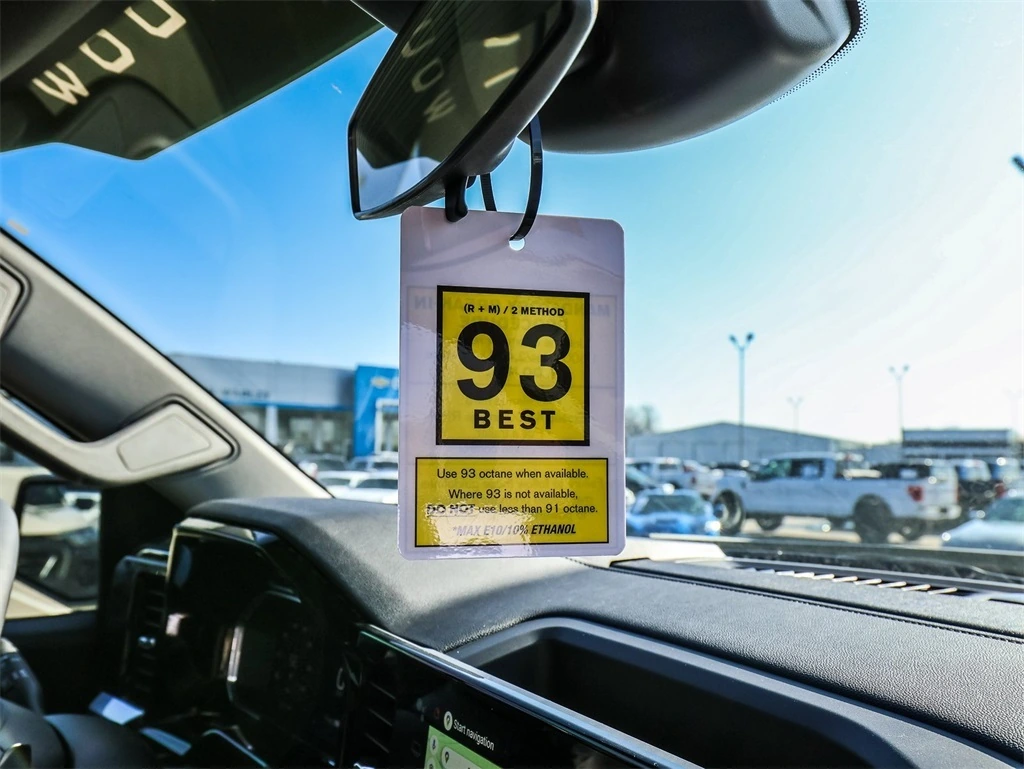 (R + M) / 2 METHOD
93
BEST
Use 93 octane when available.
Where 93 is not available,
DO NOT use less than 91 octane.
*MAX E10/10% ETHANOL
Start navigation